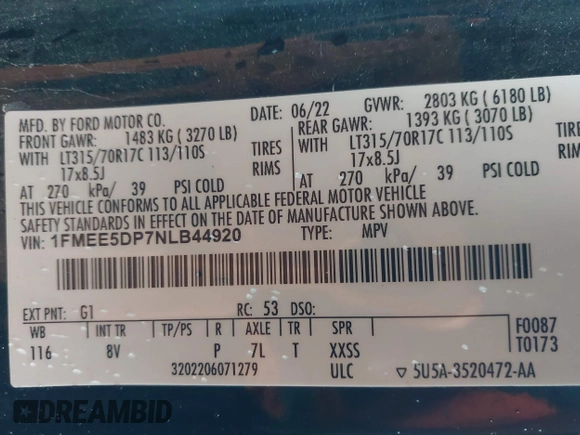 MFD. BY FORD MOTOR CO. DATE: 06/22 GVWR: 2803 KG ( 6180 LB)
FRONT GAWR: 1483 KG (3270 LB) REAR GAWR: 1393 KG ( 3070 LB)
WITH LT315/70R17C 113/110S TIRES WITH LT315/70R17C 113/110S TIRES
17x8.5J RIMS 17x8.5J RIMS
AT 270 kPa/ 39 PSI COLD AT 270 kPa/ 39 PSI COLD
THIS VEHICLE CONFORMS TO ALL APPLICABLE FEDERAL MOTOR VEHICLE
SAFETY STANDARDS IN EFFECT ON THE DATE OF MANUFACTURE SHOWN ABOVE.
VIN: 1FMEE5DP7NLB44920 TYPE: MPV
EXT PNT: G1 RC: 53 DSO:
WB INT TR TP/PS R AXLE TR SPR F0087
116 8V P 7L T XXSS T0173
3202206071279 ULC ▽ 5U5A-3520472-AA
DREAMBID